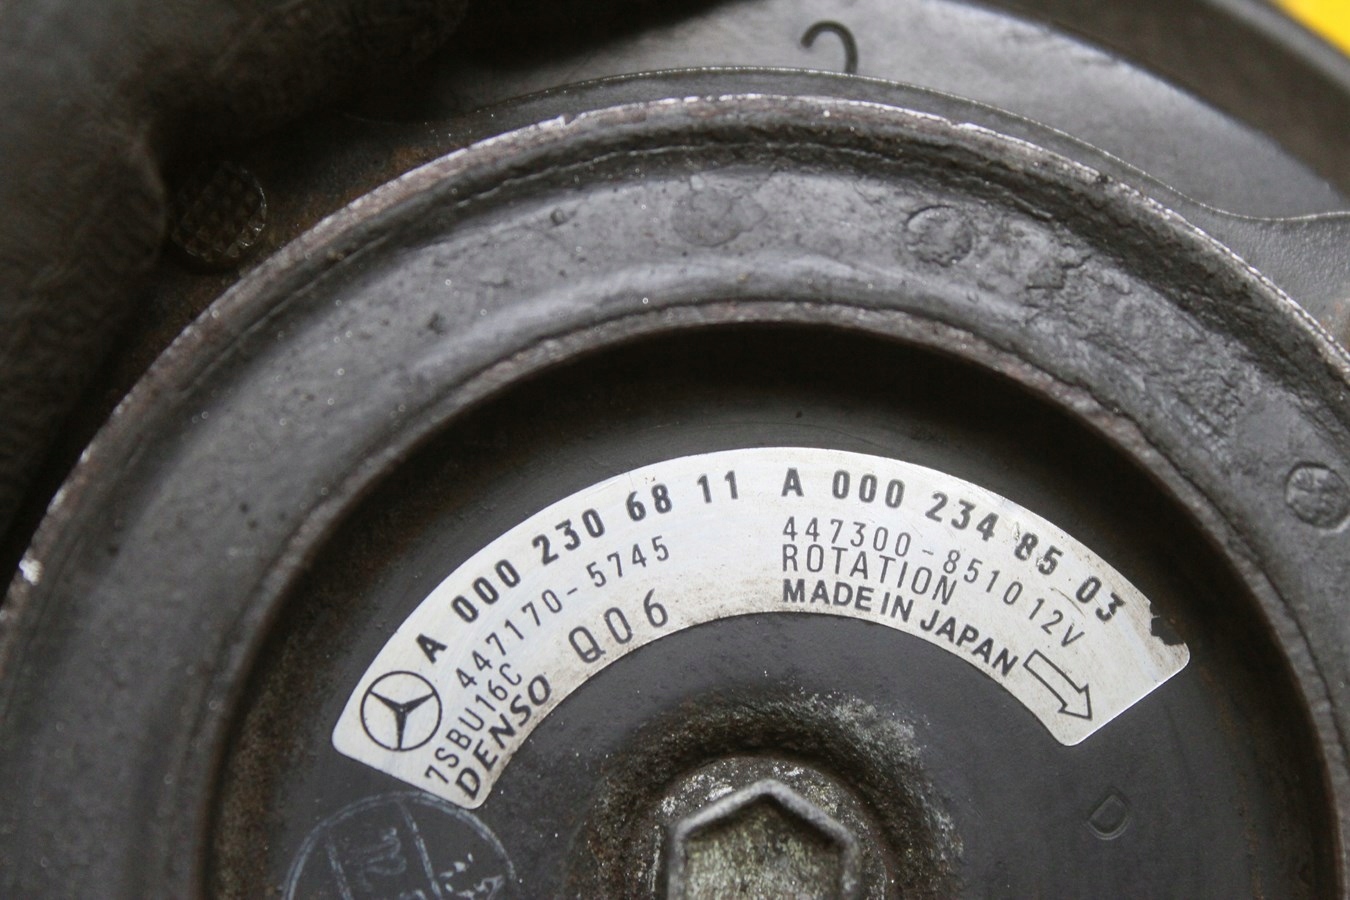 A 000 230 68 11 A 000 234 85 03
447170-5745
447300-8510 12V
7SBU16C
ROTATION
DENSO
Q06
MADE IN JAPAN
D